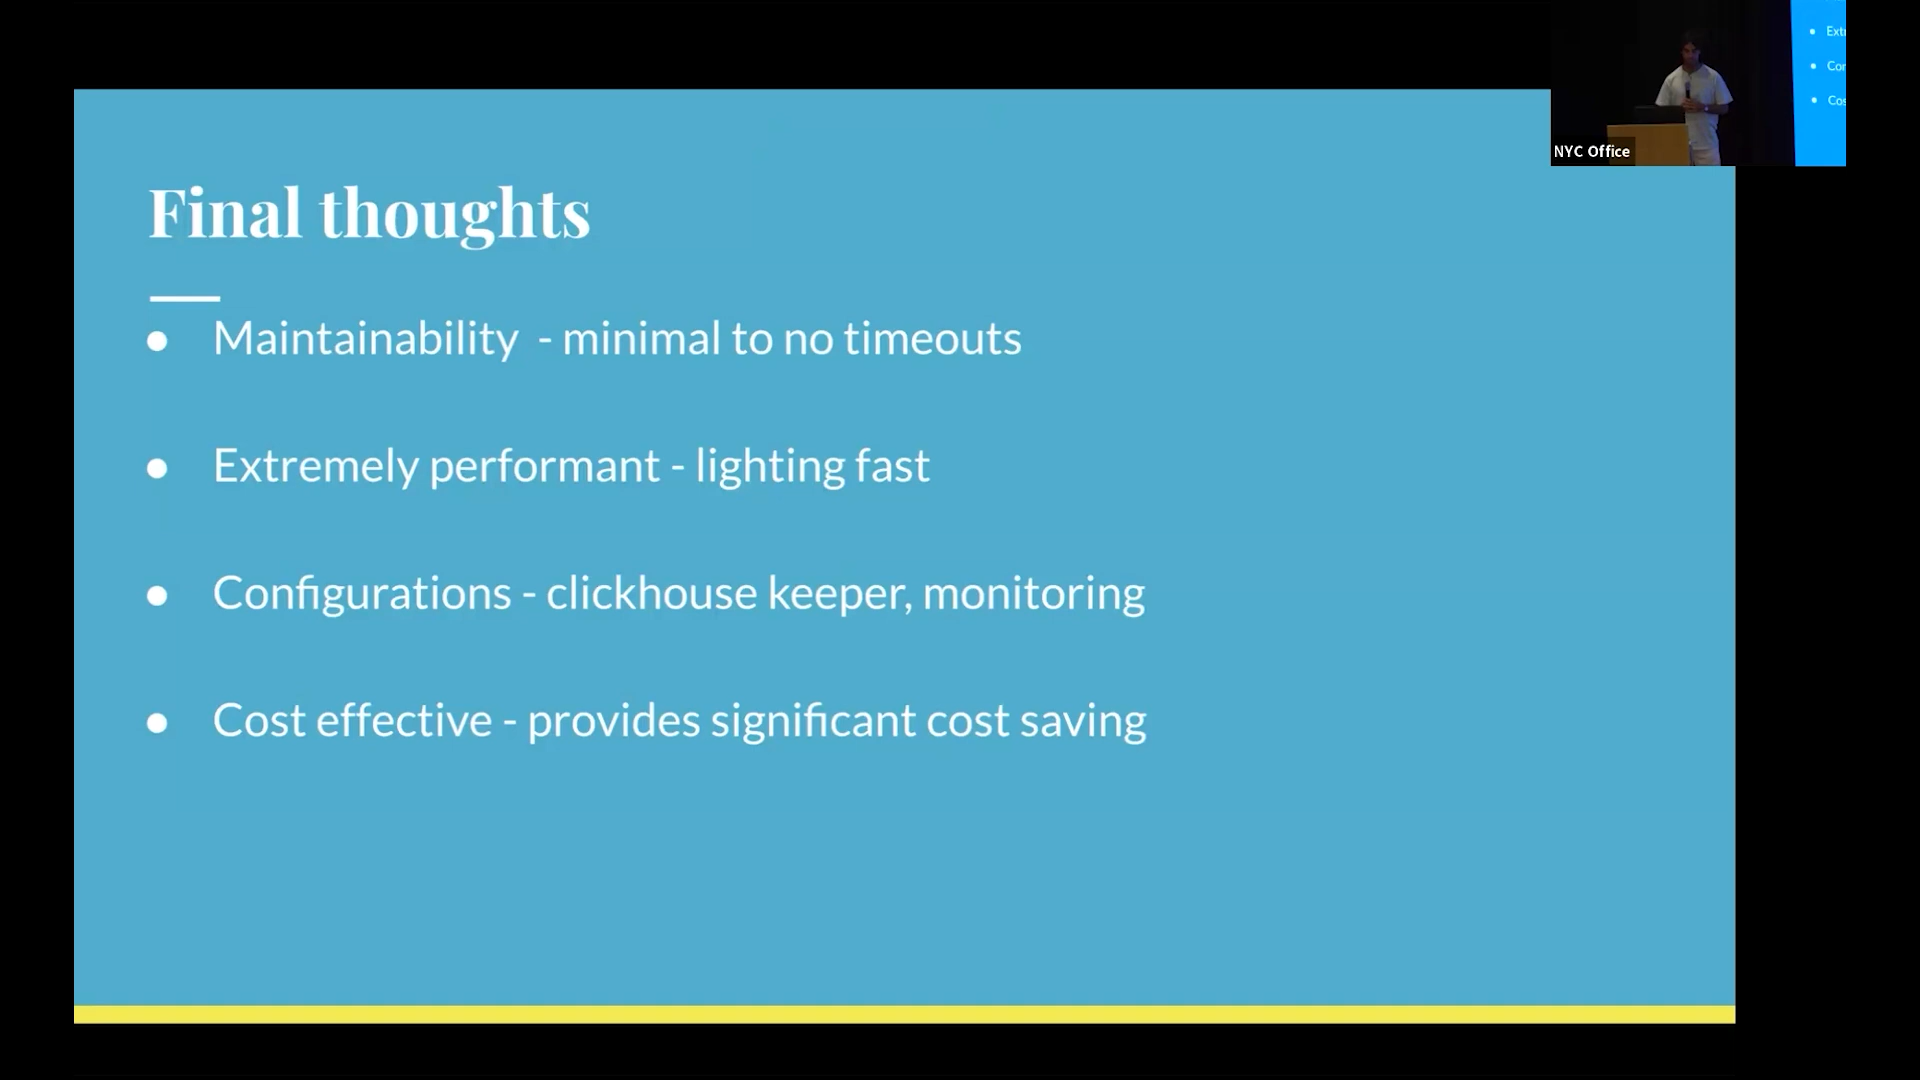 Final thoughts
● Maintainability - minimal to no timeouts
● Extremely performant - lighting fast
● Configurations - clickhouse keeper, monitoring
● Cost effective - provides significant cost saving
NYC Office